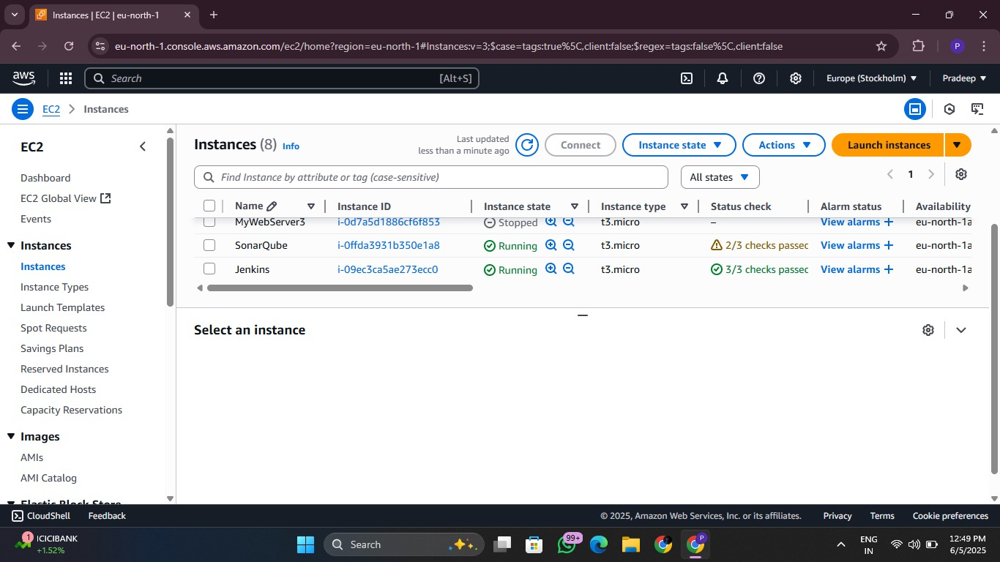 Instances | EC2 | eu-north-1
eu-north-1.console.aws.amazon.com/ec2/home?region=eu-north-1#Instances:v=3;$case=tags:true%5C,client:false;$regex=tags:false%5C,client:false
P
aws
Search [Alt+S]
Europe (Stockholm)
Pradeep
EC2 Instances
EC2
Dashboard
EC2 Global View
Events
Instances
Instances
Instance Types
Launch Templates
Spot Requests
Savings Plans
Reserved Instances
Dedicated Hosts
Capacity Reservations
Images
AMIs
AMI Catalog
Elastic Block Store
Instances (8) Info
Last updated
less than a minute ago
Connect
Instance state
Actions
Launch instances
Find Instance by attribute or tag (case-sensitive)
All states
1
Name Instance ID Instance state Instance type Status check Alarm status Availability
MyWebServer3 i-0d7a5d1886cf6f853 Stopped t3.micro – View alarms + eu-north-1a
SonarQube i-0ffda3931b350e1a8 Running t3.micro 2/3 checks passec View alarms + eu-north-1a
Jenkins i-09ec3ca5ae273ecc0 Running t3.micro 3/3 checks passec View alarms + eu-north-1a
Select an instance
CloudShell Feedback
© 2025, Amazon Web Services, Inc. or its affiliates. Privacy Terms Cookie preferences
1
ICICIBANK
+1.52%
Search
99+
P
ENG
IN
12:49 PM
6/5/2025